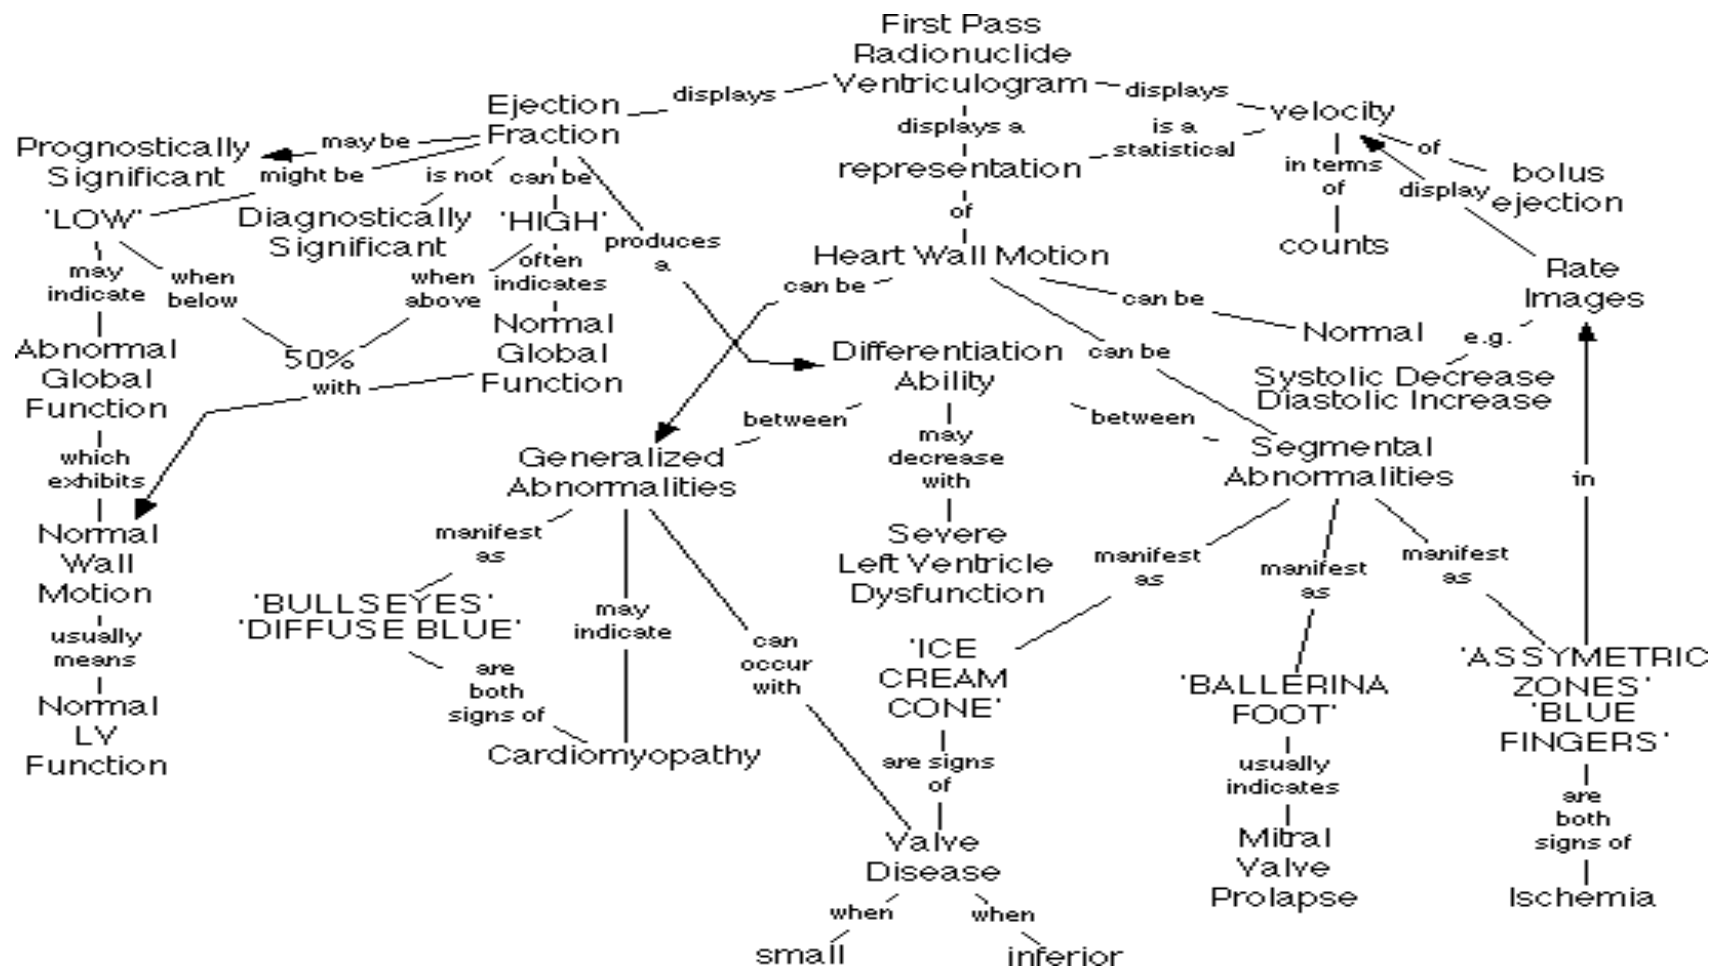 First Pass
Radionuclide
Ventriculogram
displays
displays
Ejection
Fraction
velocity
displays a
is a
statistical
may be
might be
is not
can be
Prognostically
Significant
representation
in terms
of
of
display
bolus
ejection
'LOW'
Diagnostically
Significant
'HIGH'
produces
a
of
counts
may
indicate
when
below
when
above
often
indicates
Heart Wall Motion
can be
can be
can be
Rate
Images
Normal
e.g.
Abnormal
Global
Function
50%
with
Normal
Global
Function
Differentiation
Ability
Systolic Decrease
Diastolic Increase
between
may
decrease
with
between
which
exhibits
Generalized
Abnormalities
Segmental
Abnormalities
in
Normal
Wall
Motion
manifest
as
Severe
Left Ventricle
Dysfunction
manifest
as
manifest
as
manifest
as
'BULLSEYES'
'DIFFUSE BLUE'
may
indicate
can
occur
with
usually
means
are
both
signs of
'ICE
CREAM
CONE'
'BALLERINA
FOOT'
'ASSYMETRIC
ZONES'
'BLUE
FINGERS'
Normal
LV
Function
Cardiomyopathy
are signs
of
usually
indicates
are
both
signs of
Valve
Disease
Mitral
Valve
Prolapse
Ischemia
when
when
small
inferior